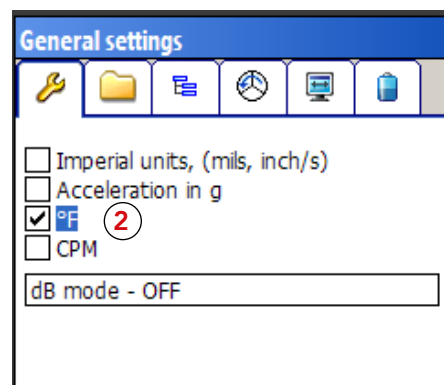 General settings
Imperial units, (mils, inch/s)
Acceleration in g
°F 2
CPM
dB mode - OFF